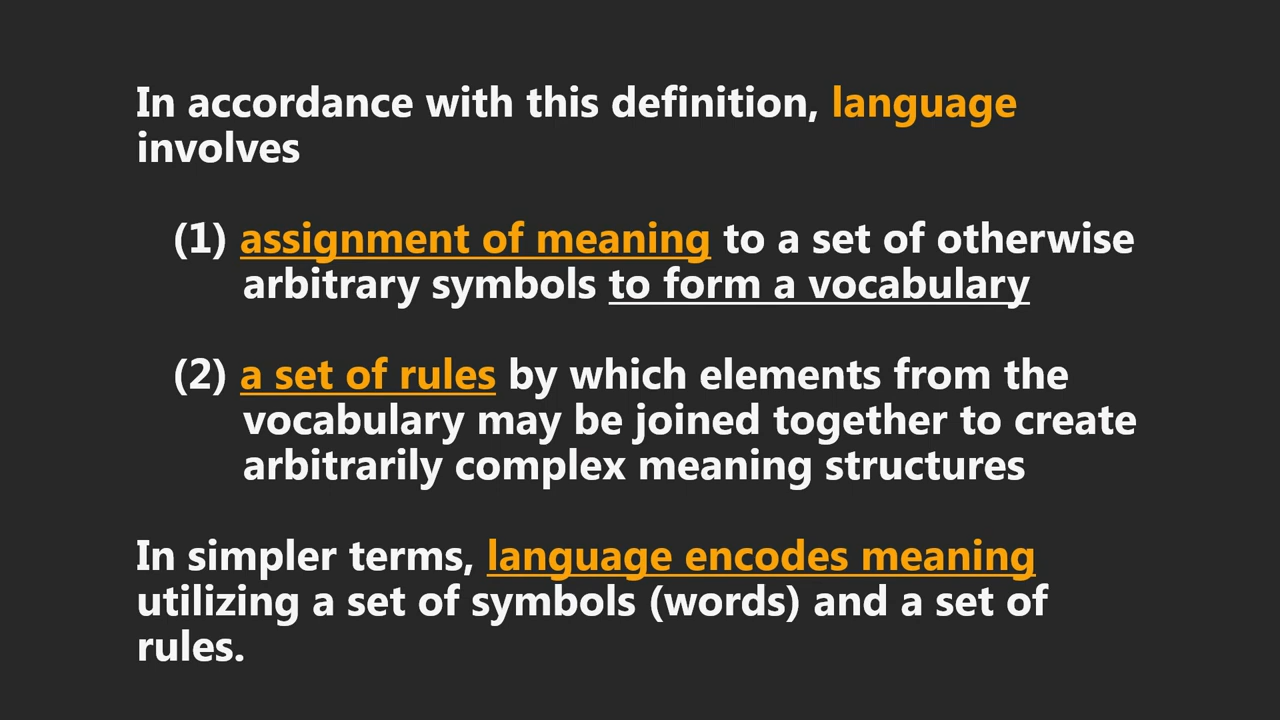 In accordance with this definition, language
involves
(1) assignment of meaning to a set of otherwise
arbitrary symbols to form a vocabulary
(2) a set of rules by which elements from the
vocabulary may be joined together to create
arbitrarily complex meaning structures
In simpler terms, language encodes meaning
utilizing a set of symbols (words) and a set of
rules.